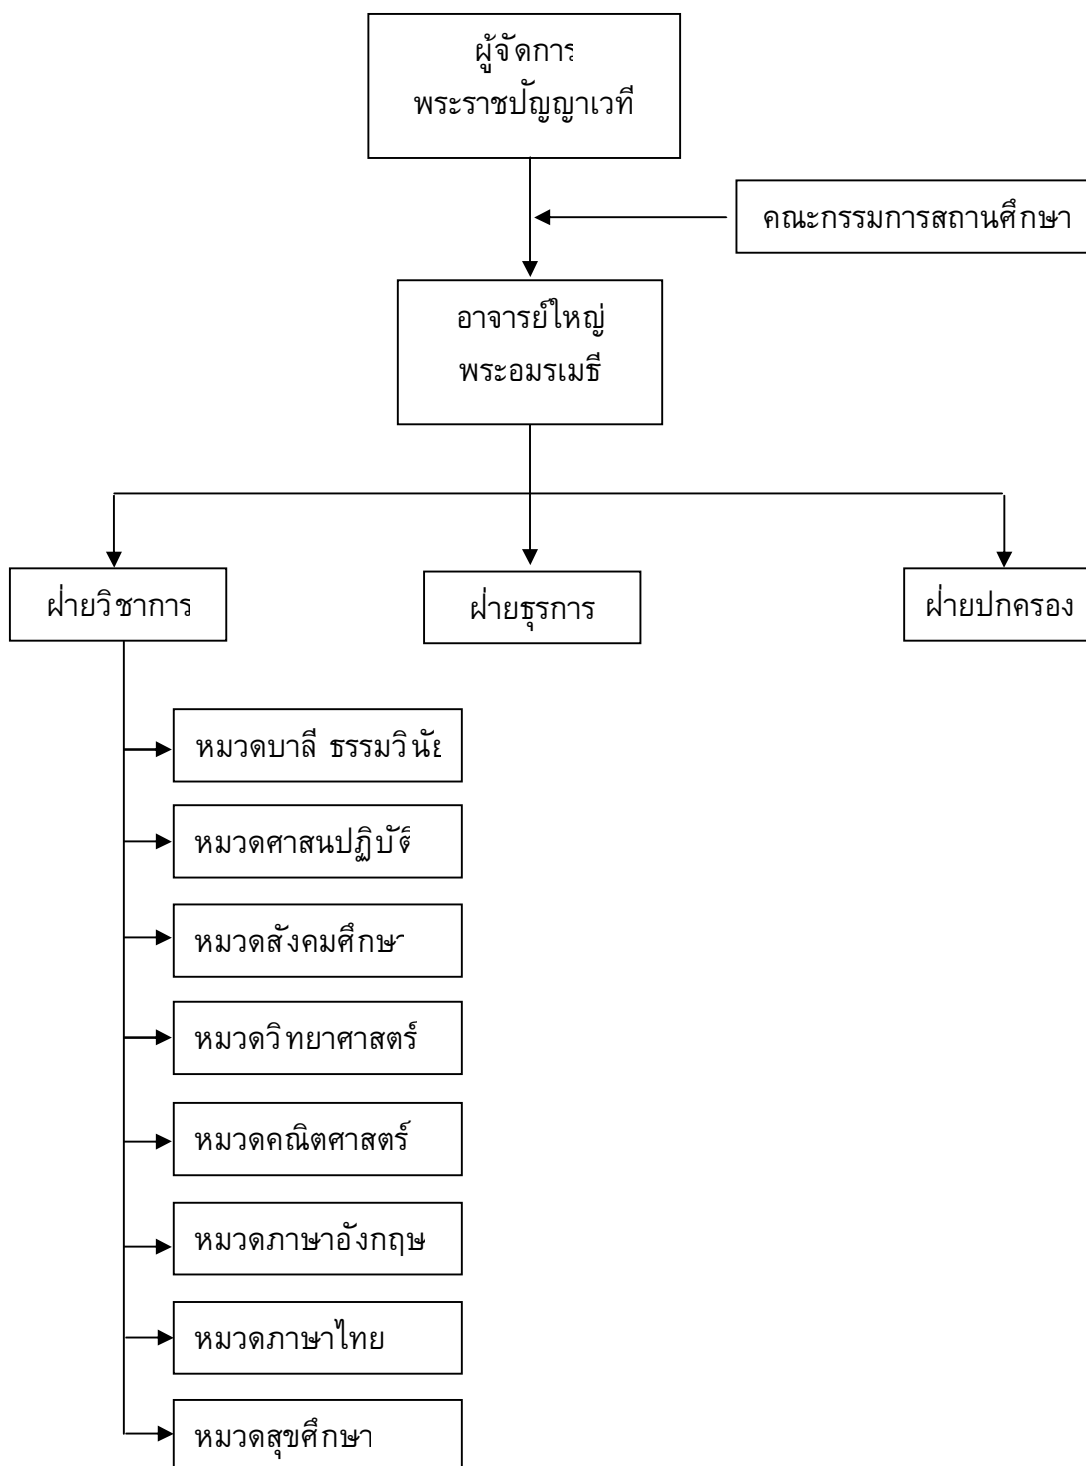 ผู้จัดการ
พระราชปัญญาเวที
คณะกรรมการสถานศึกษา
อาจารย์ใหญ่
พระอมรเมธี
ฝ่ายวิชาการ
ฝ่ายธุรการ
ฝ่ายปกครอง
หมวดบาลี ธรรมวินัย
หมวดศาสนปฏิบัติ
หมวดสังคมศึกษา
หมวดวิทยาศาสตร์
หมวดคณิตศาสตร์
หมวดภาษาอังกฤษ
หมวดภาษาไทย
หมวดสุขศึกษา